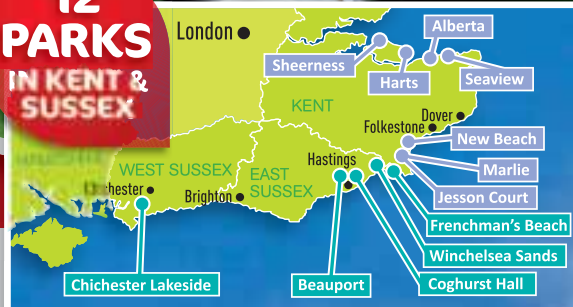 12
PARKS
IN KENT &
SUSSEX
London
Alberta
Sheerness
Harts
Seaview
KENT
Dover
Folkestone
New Beach
Marlie
Jesson Court
WEST SUSSEX
EAST
SUSSEX
Hastings
Brighton
Frenchman's Beach
Winchelsea Sands
Chichester Lakeside
Beauport
Coghurst Hall